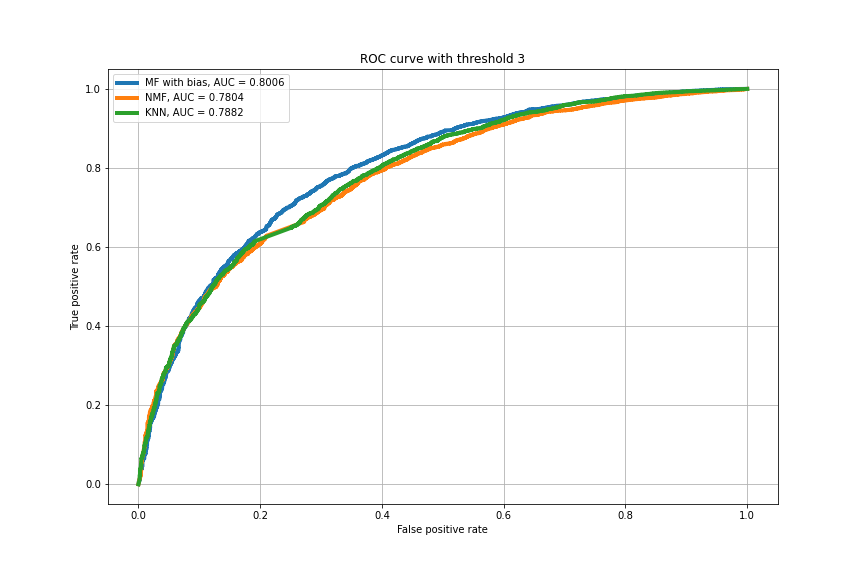 ROC curve with threshold 3
MF with bias, AUC = 0.8006
NMF, AUC = 0.7804
KNN, AUC = 0.7882
1.0
0.8
0.6
0.4
0.2
0.0
True positive rate
0.0 0.2 0.4 0.6 0.8 1.0
False positive rate